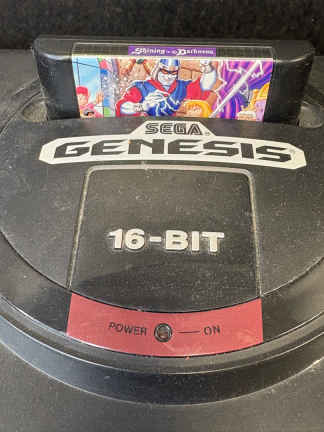 Shining in the Darkness
SEGA
GENESIS
16-BIT
POWER ON